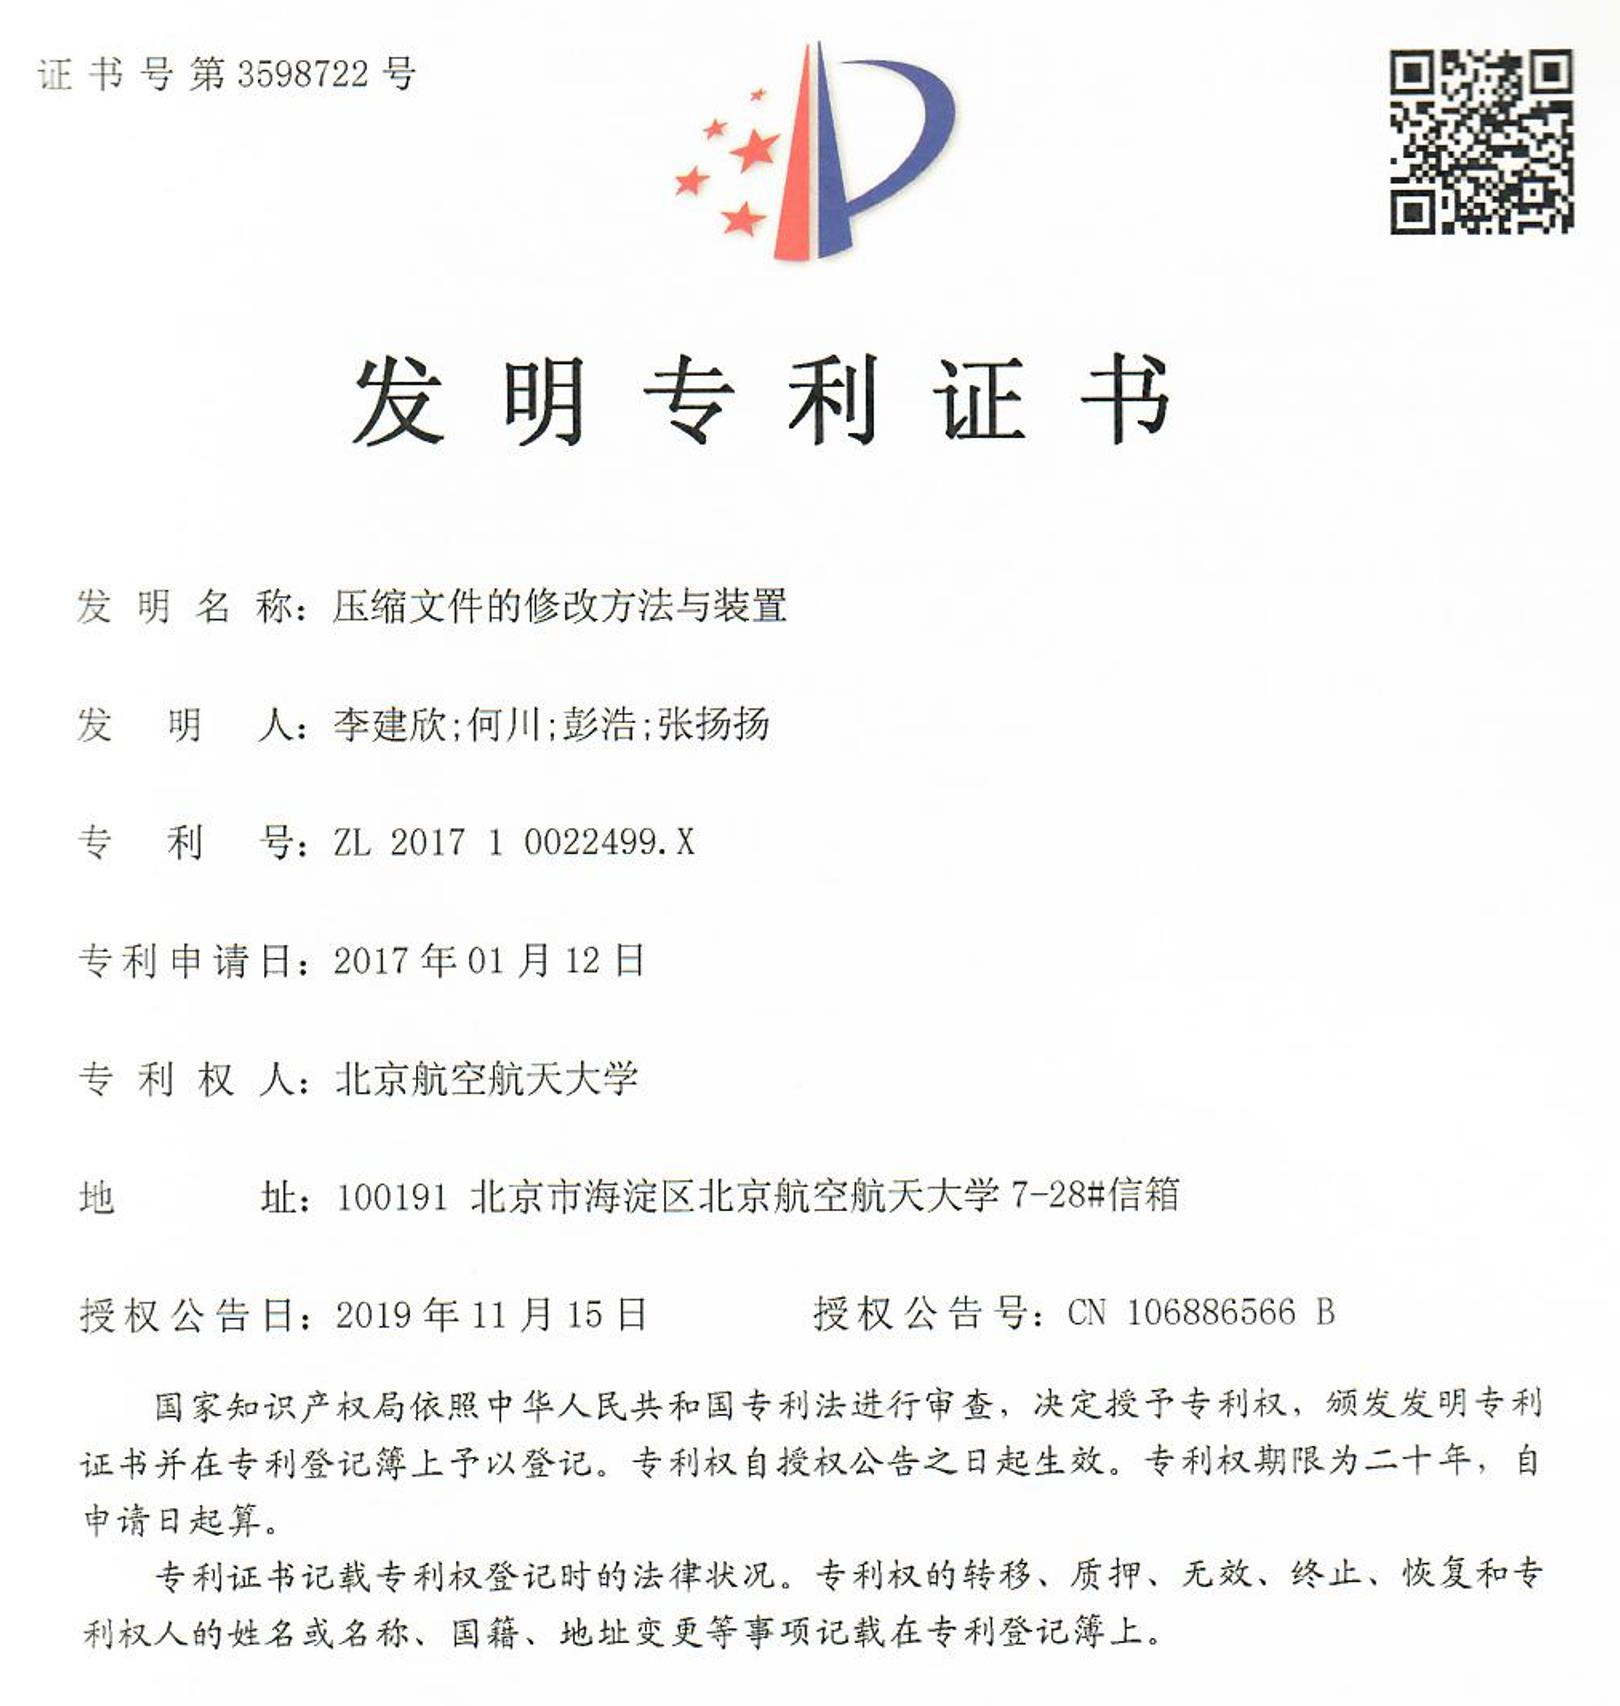 证书号第3598722号
发明专利证书
发明名称：压缩文件的修改方法与装置
发明人：李建欣;何川;彭浩;张扬扬
专利号：ZL 2017 1 0022499.X
专利申请日：2017年01月12日
专利权人：北京航空航天大学
地址：100191 北京市海淀区北京航空航天大学7-28#信箱
授权公告日：2019年11月15日 授权公告号：CN 106886566 B
国家知识产权局依照中华人民共和国专利法进行审查，决定授予专利权，颁发发明专利
证书并在专利登记簿上予以登记。专利权自授权公告之日起生效。专利权期限为二十年，自
申请日起算。
专利证书记载专利权登记时的法律状况。专利权的转移、质押、无效、终止、恢复和专
利权人的姓名或名称、国籍、地址变更等事项记载在专利登记簿上。